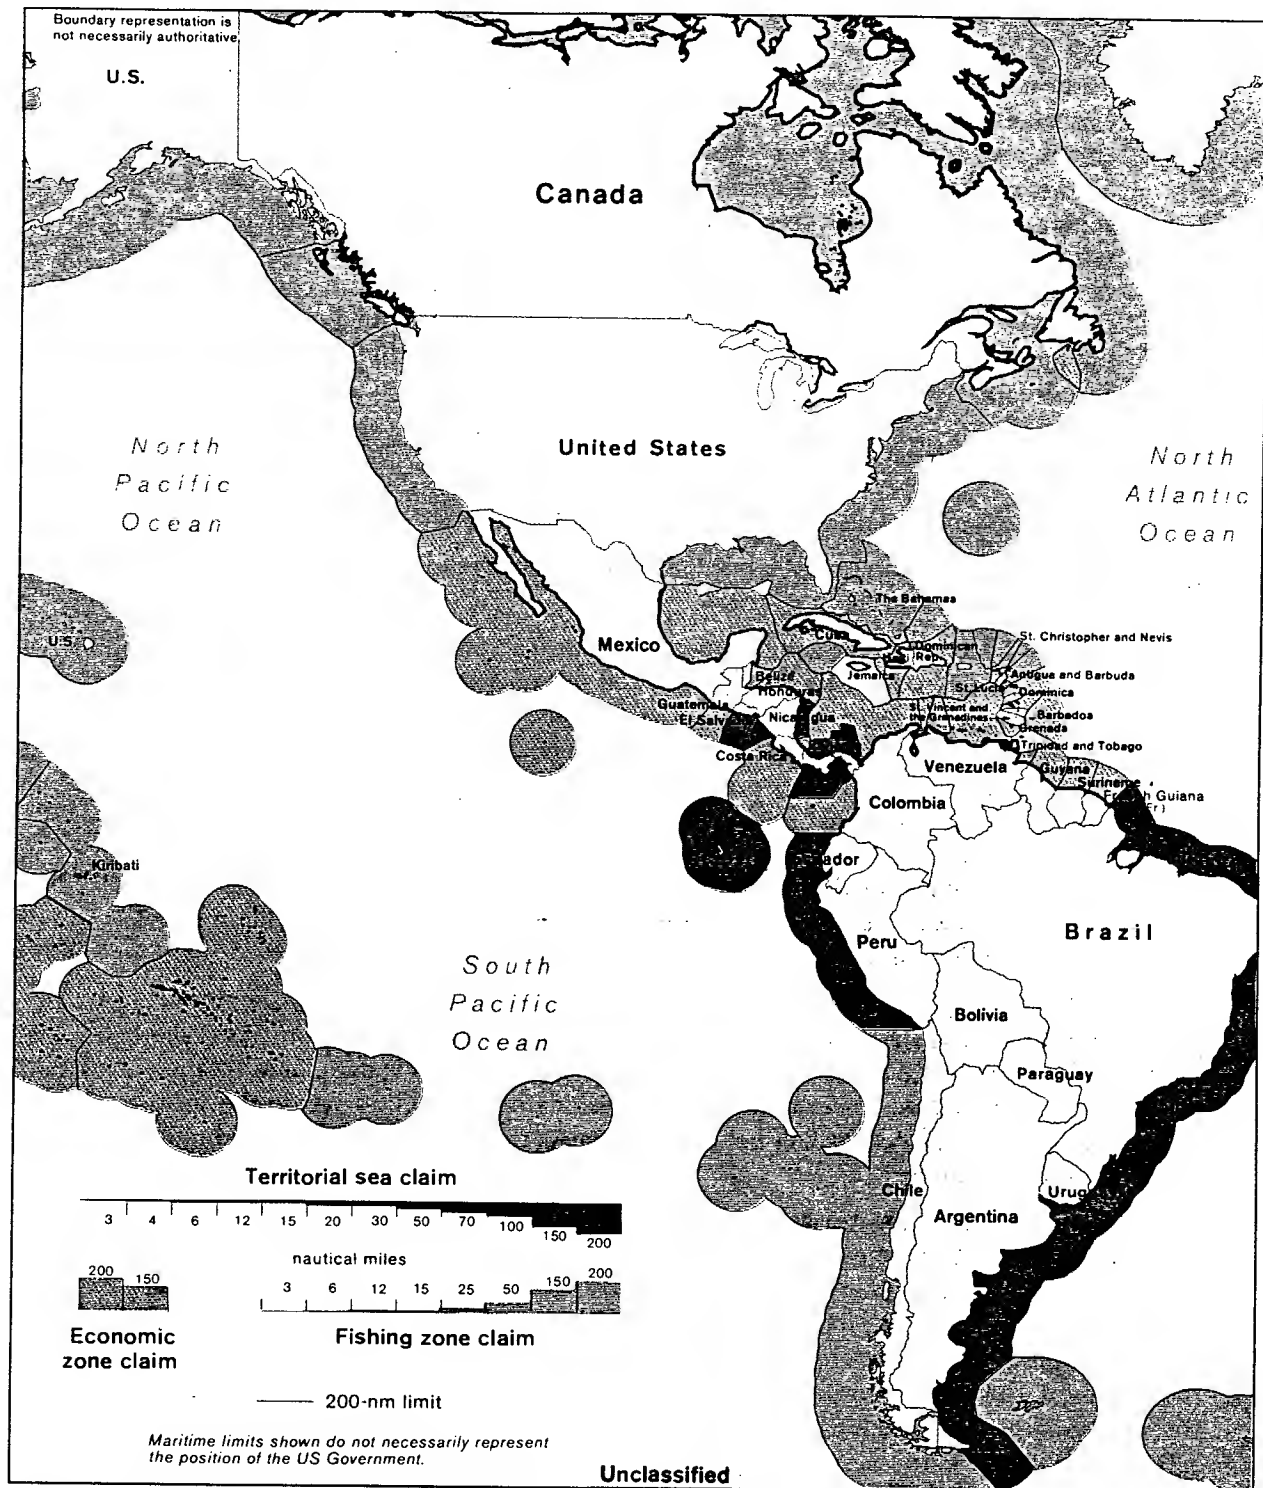 Boundary representation is
not necessarily authoritative
U.S.
Canada
United States
North
Pacific
Ocean
North
Atlantic
Ocean
U.S.
The Bahamas
Mexico
Cuba
Dominican
Rep.
St. Christopher and Nevis
Jamaica
Antigua and Barbuda
Belize
Honduras
St. Lucia
Dominica
Guatemala
El Salv
Nicaragua
St. Vincent and
the Grenadines
Barbados
Grenada
Costa Rica
Trinidad and Tobago
Venezuela
Guyana
Suriname
Guiana
Colombia
Kiribati
Peru
Brazil
South
Pacific
Ocean
Bolivia
Paraguay
Chile
Argentina
Territorial sea claim
3 4 6 12 15 20 30 50 70 100 150 200
nautical miles
200 150
3 6 12 15 25 50 150 200
Economic
zone claim
Fishing zone claim
200-nm limit
Maritime limits shown do not necessarily represent
the position of the US Government.
Unclassified